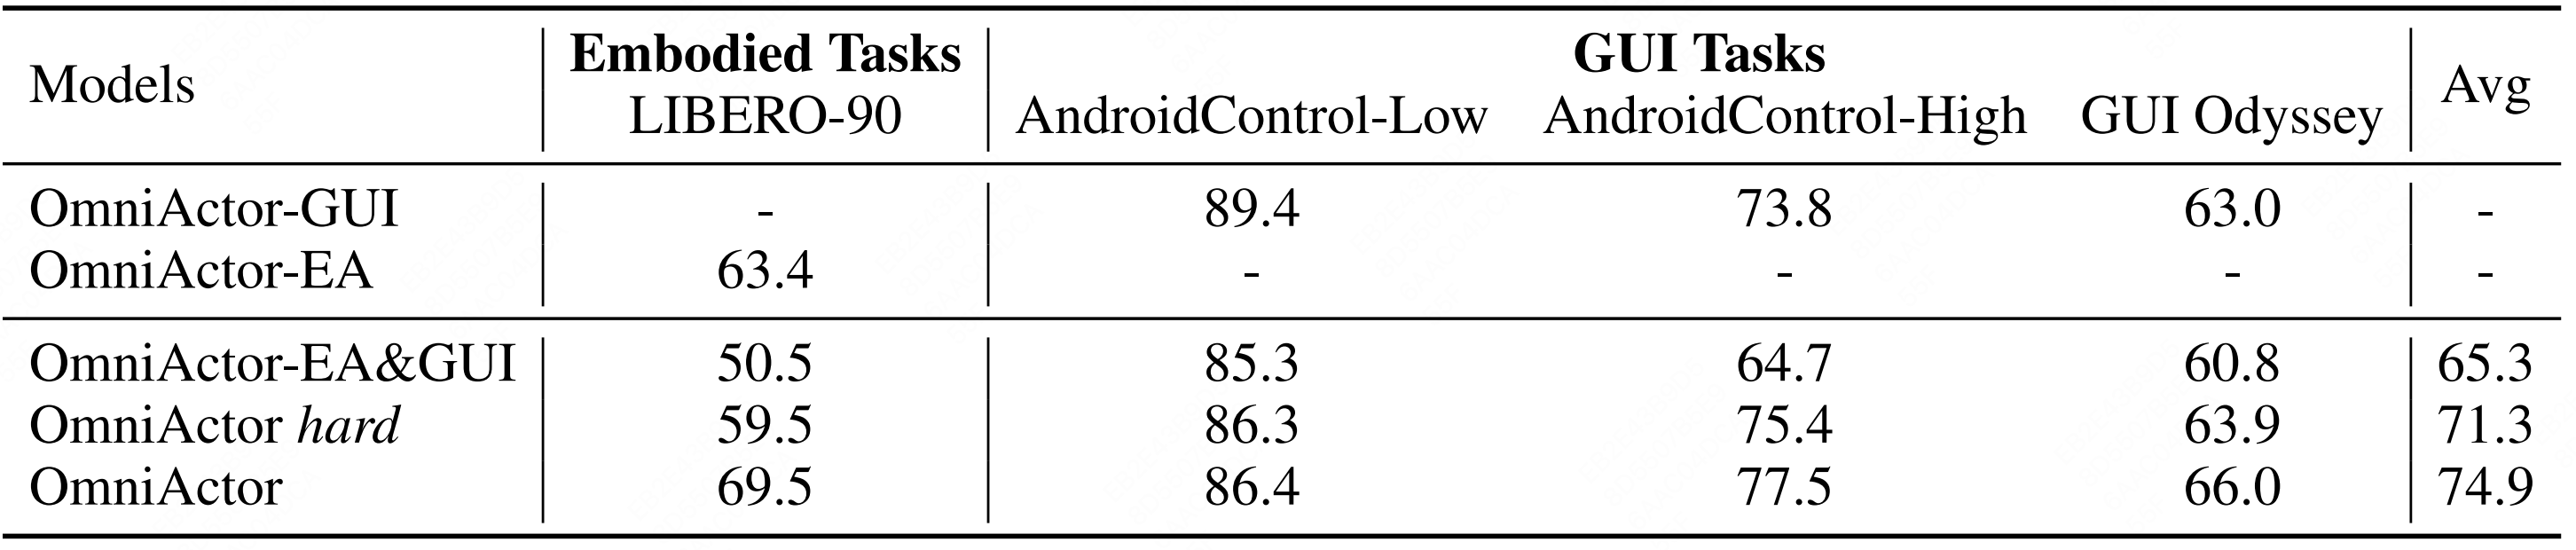 Models Embodied Tasks GUI Tasks Avg
LIBERO-90 AndroidControl-Low AndroidControl-High GUI Odyssey
OmniActor-GUI - 89.4 73.8 63.0 -
OmniActor-EA 63.4 - - - -
OmniActor-EA&GUI 50.5 85.3 64.7 60.8 65.3
OmniActor hard 59.5 86.3 75.4 63.9 71.3
OmniActor 69.5 86.4 77.5 66.0 74.9